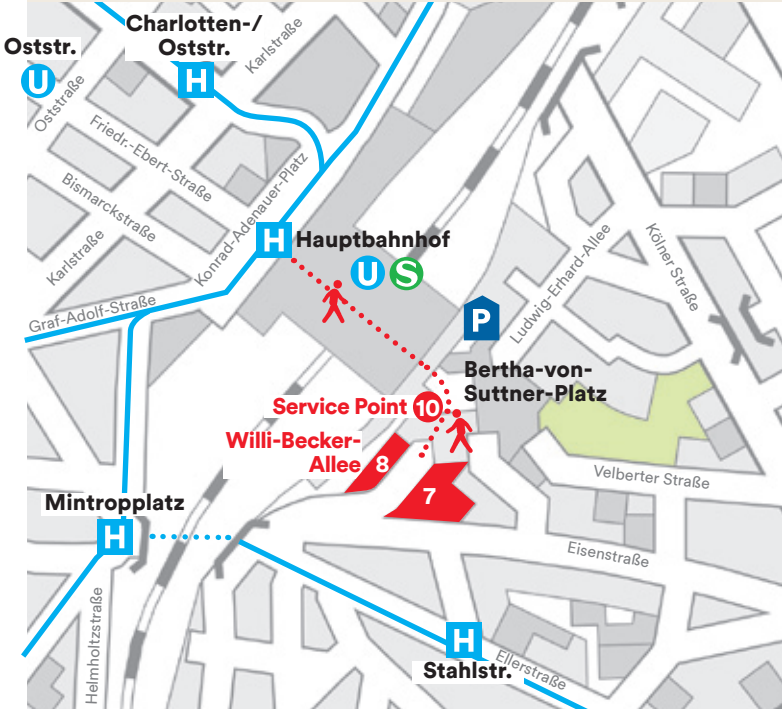 Charlotten-/
Oststr.
H
Oststr.
U
Karlstraße
Oststraße
Friedr.-Ebert-Straße
Bismarckstraße
Karlstraße
Konrad-Adenauer-Platz
H
Hauptbahnhof
U S
Graf-Adolf-Straße
Ludwig-Erhard-Allee
Kölner Straße
P
Bertha-von-
Suttner-Platz
Service Point 10
Willi-Becker-
Allee
8
7
Velberter Straße
Mintropplatz
H
Eisenstraße
Helmholtzstraße
H
Stahlstr.
Ellerstraße